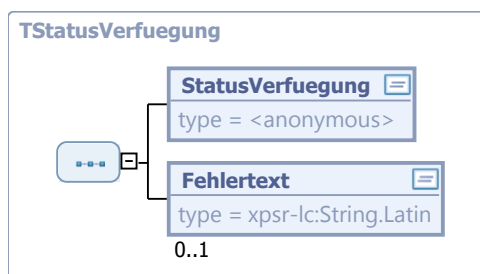 TStatusVerfuegung
StatusVerfuegung
type = <anonymous>
Fehlertext
type = xpsr-lc:String.Latin
0..1